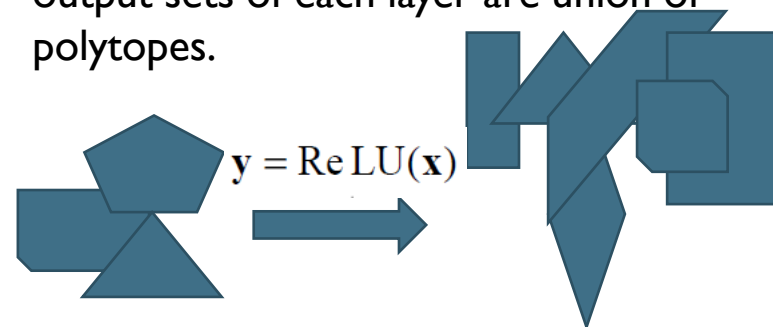 output sets of each layer are union of
polytopes.
y = ReLU(x)